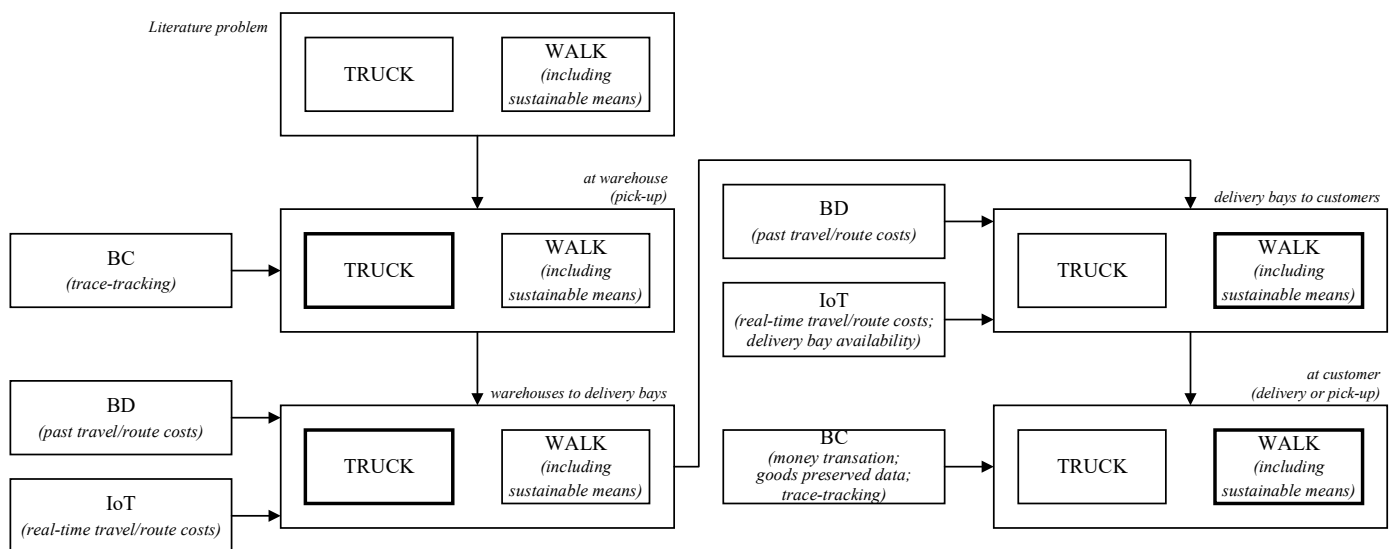 Literature problem
TRUCK
WALK
(including
sustainable means)
at warehouse
(pick-up)
BC
(trace-tracking)
TRUCK
WALK
(including
sustainable means)
warehouses to delivery bays
BD
(past travel/route costs)
IoT
(real-time travel/route costs)
TRUCK
WALK
(including
sustainable means)
delivery bays to customers
BD
(past travel/route costs)
IoT
(real-time travel/route costs;
delivery bay availability)
TRUCK
WALK
(including
sustainable means)
at customer
(delivery or pick-up)
BC
(money transation;
goods preserved data;
trace-tracking)
TRUCK
WALK
(including
sustainable means)